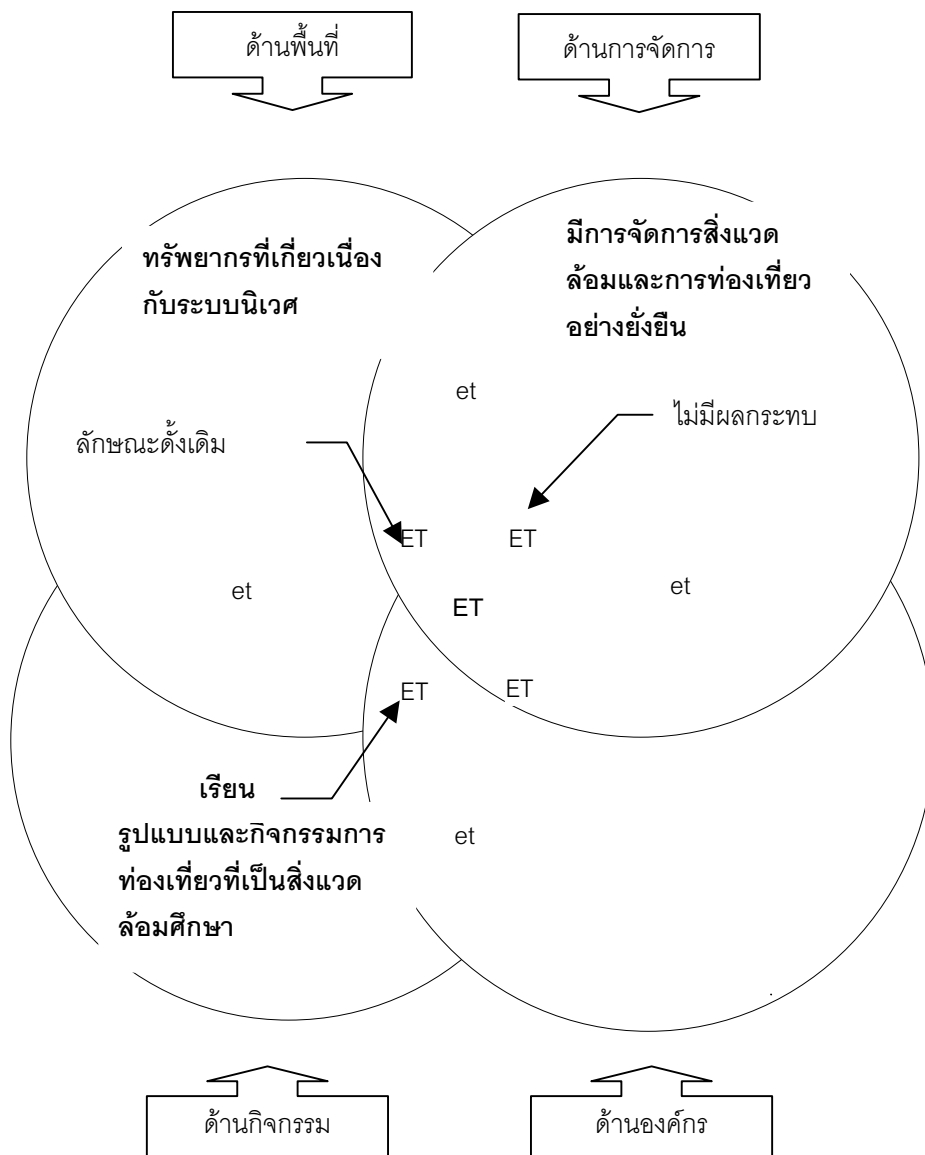 ด้านพื้นที่
ด้านการจัดการ
ทรัพยากรที่เกี่ยวเนื่อง
กับระบบนิเวศ
มีการจัดการสิ่งแวด
ล้อมและการท่องเที่ยว
อย่างยั่งยืน
et
ลักษณะดั้งเดิม
ไม่มีผลกระทบ
ET
ET
et
ET
et
ET
ET
เรียน
รูปแบบและกิจกรรมการ
ท่องเที่ยวที่เป็นสิ่งแวด
ล้อมศึกษา
et
ด้านกิจกรรม
ด้านองค์กร